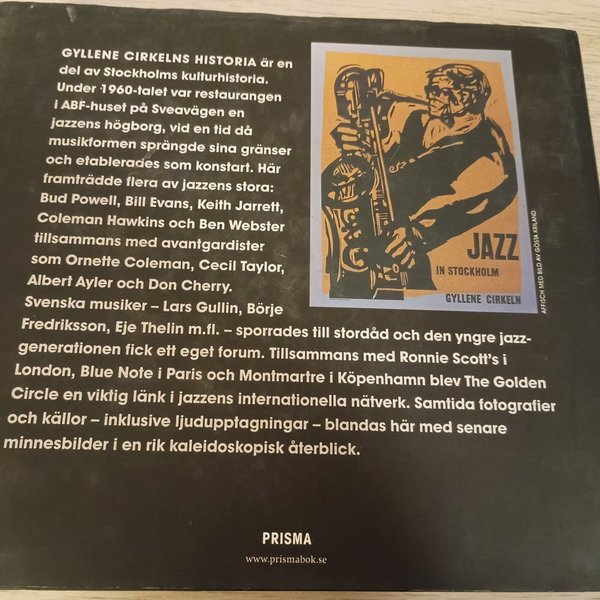 GYLLENE CIRKELNS HISTORIA är en
del av Stockholms kulturhistoria.
Under 1960-talet var restaurangen
i ABF-huset på Sveavägen en
jazzens högborg, vid en tid då
musikformen sprängde sina gränser
och etablerades som konstart. Här
framträdde flera av jazzens stora:
Bud Powell, Bill Evans, Keith Jarrett,
Coleman Hawkins och Ben Webster
tillsammans med avantgardister
som Ornette Coleman, Cecil Taylor,
Albert Ayler och Don Cherry.
Svenska musiker – Lars Gullin, Börje
Fredriksson, Eje Thelin m.fl. – sporrades till stordåd och den yngre jazz-
generationen fick ett eget forum. Tillsammans med Ronnie Scott's i
London, Blue Note i Paris och Montmartre i Köpenhamn blev The Golden
Circle en viktig länk i jazzens internationella nätverk. Samtida fotografier
och källor – inklusive ljudupptagningar – blandas här med senare
minnesbilder i en rik kaleidoskopisk återblick.
JAZZ
IN STOCKHOLM
GYLLENE CIRKELN
AFFISCH MED BILD AV GÖSTA KRILAND
PRISMA
www.prismabok.se